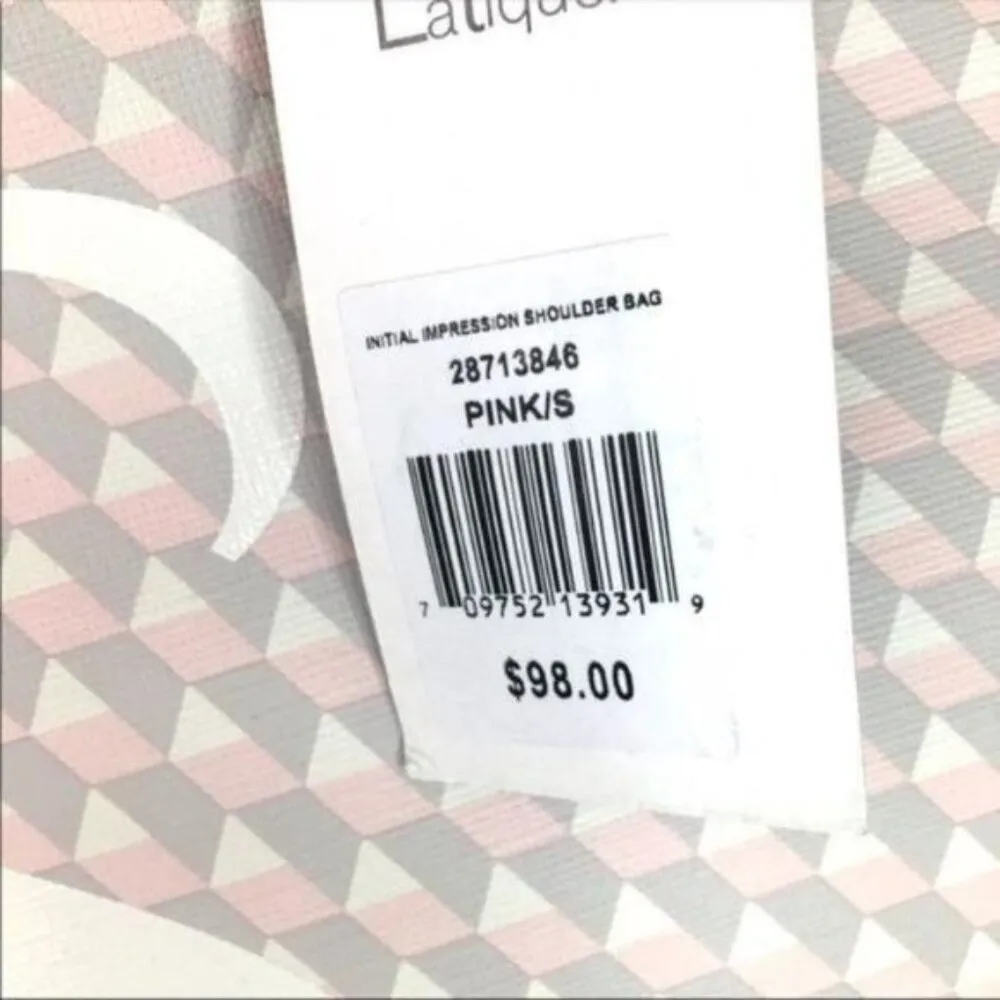 INITIAL IMPRESSION SHOULDER BAG
28713846
PINK/S
7 09752 13931 9
$98.00